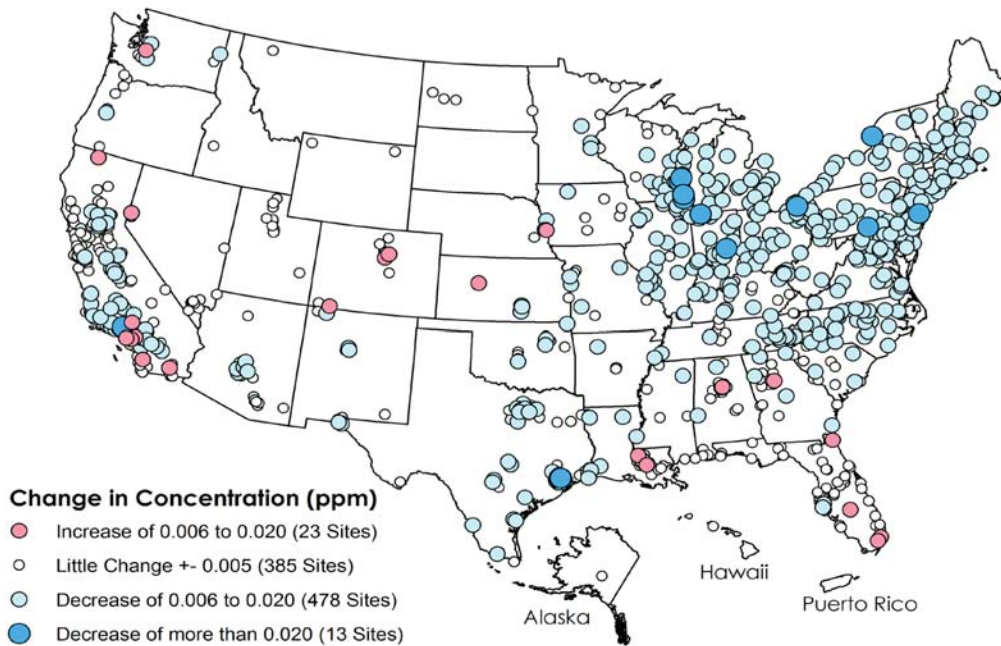 Change in Concentration (ppm)
Increase of 0.006 to 0.020 (23 Sites)
Little Change +- 0.005 (385 Sites)
Decrease of 0.006 to 0.020 (478 Sites)
Decrease of more than 0.020 (13 Sites)
Alaska
Hawaii
Puerto Rico